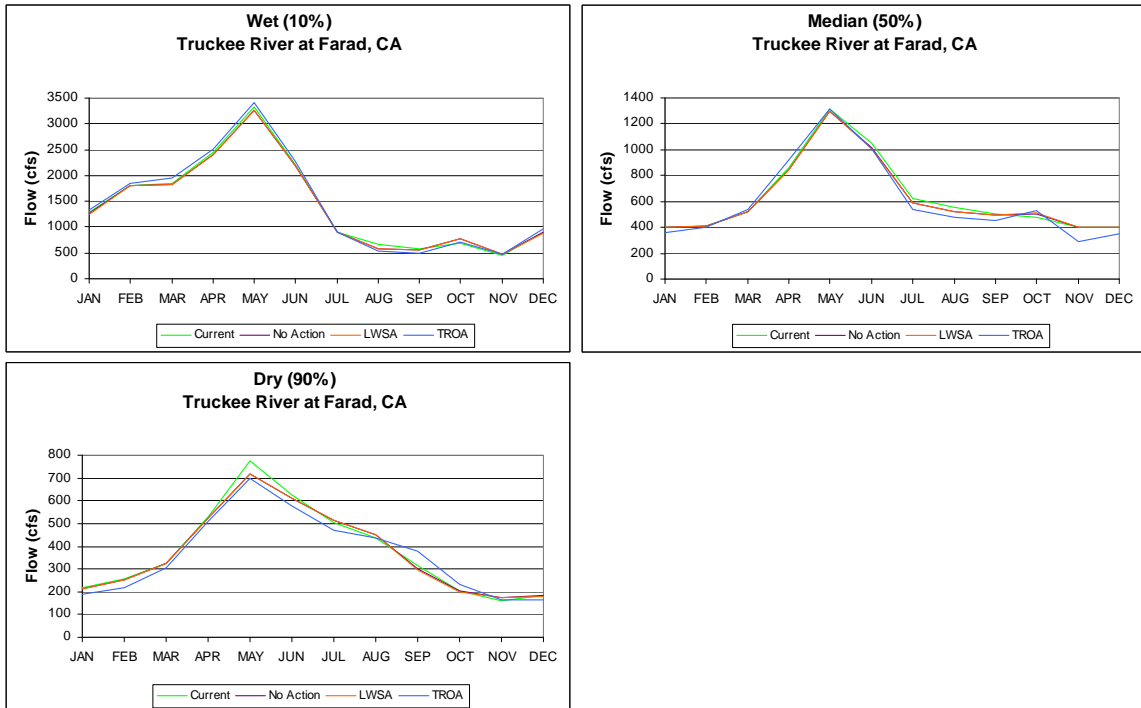 Wet (10%)
Truckee River at Farad, CA
Flow (cfs)
3500
3000
2500
2000
1500
1000
500
0
JAN FEB MAR APR MAY JUN JUL AUG SEP OCT NOV DEC
Current No Action LWSA TROA
Median (50%)
Truckee River at Farad, CA
Flow (cfs)
1400
1200
1000
800
600
400
200
0
JAN FEB MAR APR MAY JUN JUL AUG SEP OCT NOV DEC
Current No Action LWSA TROA
Dry (90%)
Truckee River at Farad, CA
Flow (cfs)
800
700
600
500
400
300
200
100
0
JAN FEB MAR APR MAY JUN JUL AUG SEP OCT NOV DEC
Current No Action LWSA TROA